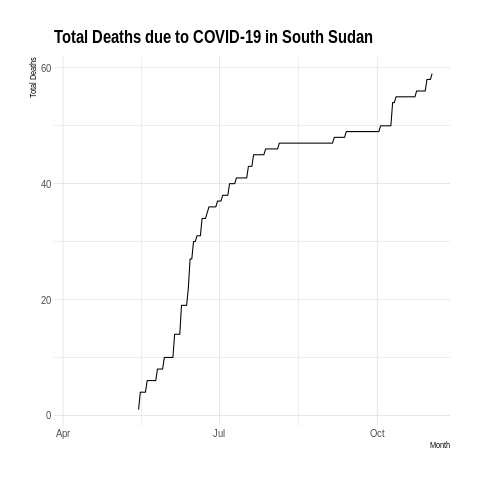 Total Deaths due to COVID-19 in South Sudan
Total Deaths
60
40
20
0
Apr Jul Oct
Month